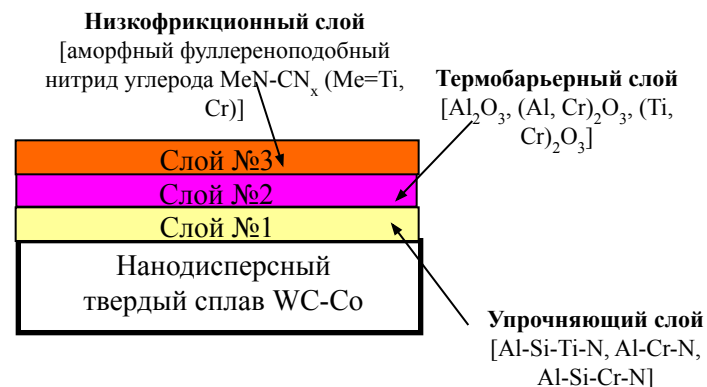 Низкофрикционный слой
[аморфный фуллереноподобный
нитрид углерода MeN-CNx (Me=Ti,
Cr)]
Термобарьерный слой
[Al2O3, (Al, Cr)2O3, (Ti,
Cr)2O3]
Слой №3
Слой №2
Слой №1
Нанодисперсный
твердый сплав WC-Co
Упрочняющий слой
[Al-Si-Ti-N, Al-Cr-N,
Al-Si-Cr-N]